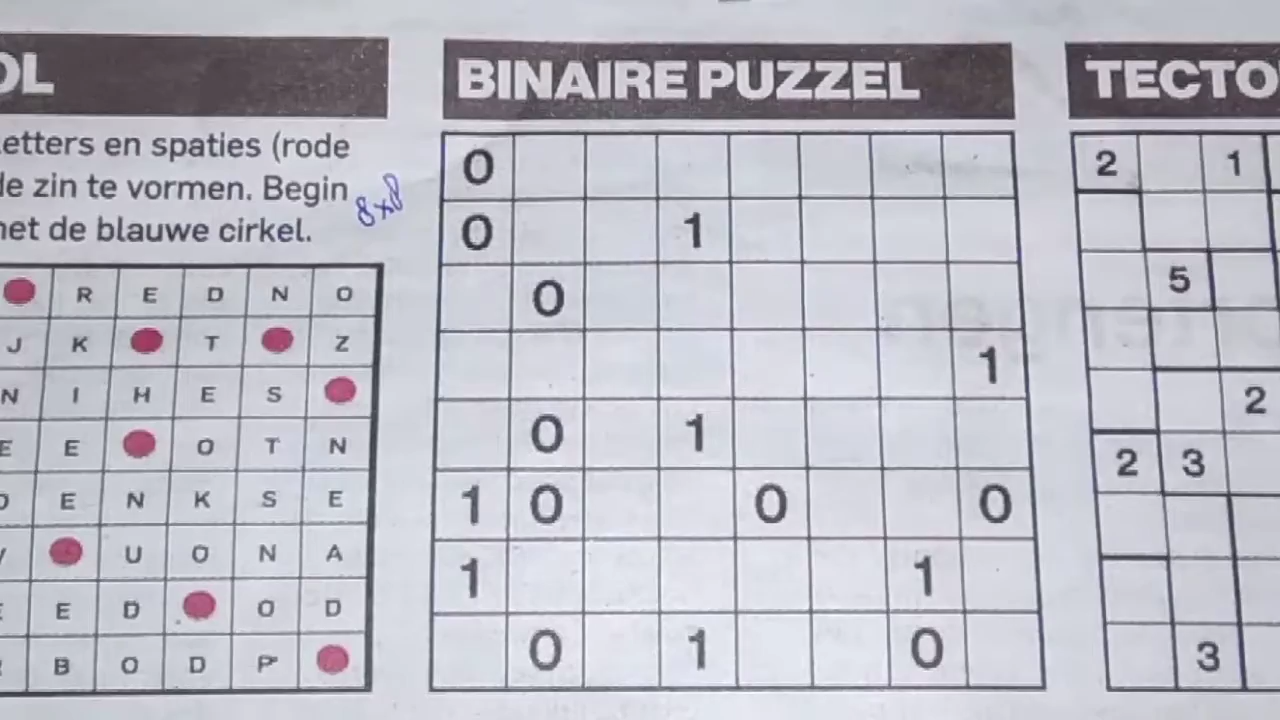 OL
BINAIRE PUZZEL
TECTO
etters en spaties (rode
le zin te vormen. Begin
net de blauwe cirkel.
8x8
R E D N O
J K T Z
N I H E S
E E O T N
E N K S E
U O N A
E D O D
B O D P
0
0 1
0
1
0 1
1 0 0 0
1 1
0 1 0
2 1
5
2
2 3
3